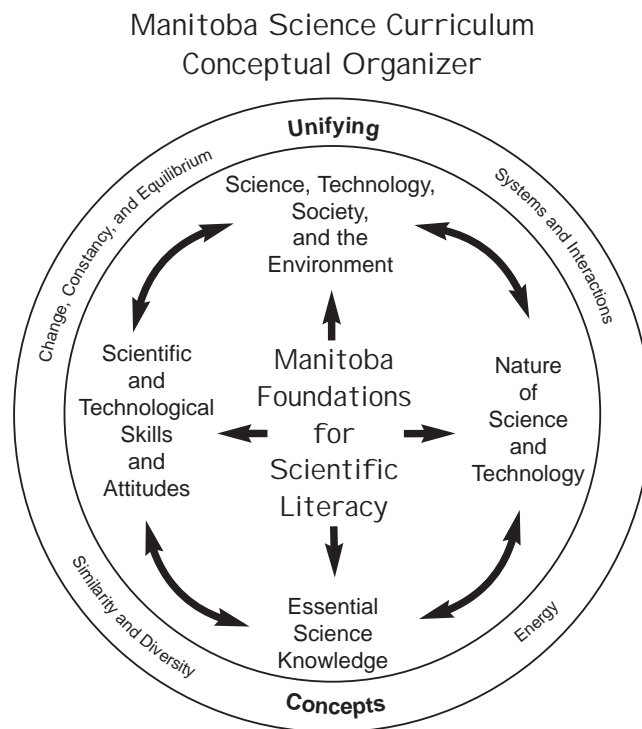 Manitoba Science Curriculum
Conceptual Organizer
Unifying
Change, Constancy, and Equilibrium
Systems and Interactions
Science, Technology,
Society,
and the
Environment
Scientific
and
Technological
Skills
and
Attitudes
Manitoba
Foundations
for
Scientific
Literacy
Nature
of
Science
and
Technology
Essential
Science
Knowledge
Similarity and Diversity
Energy
Concepts